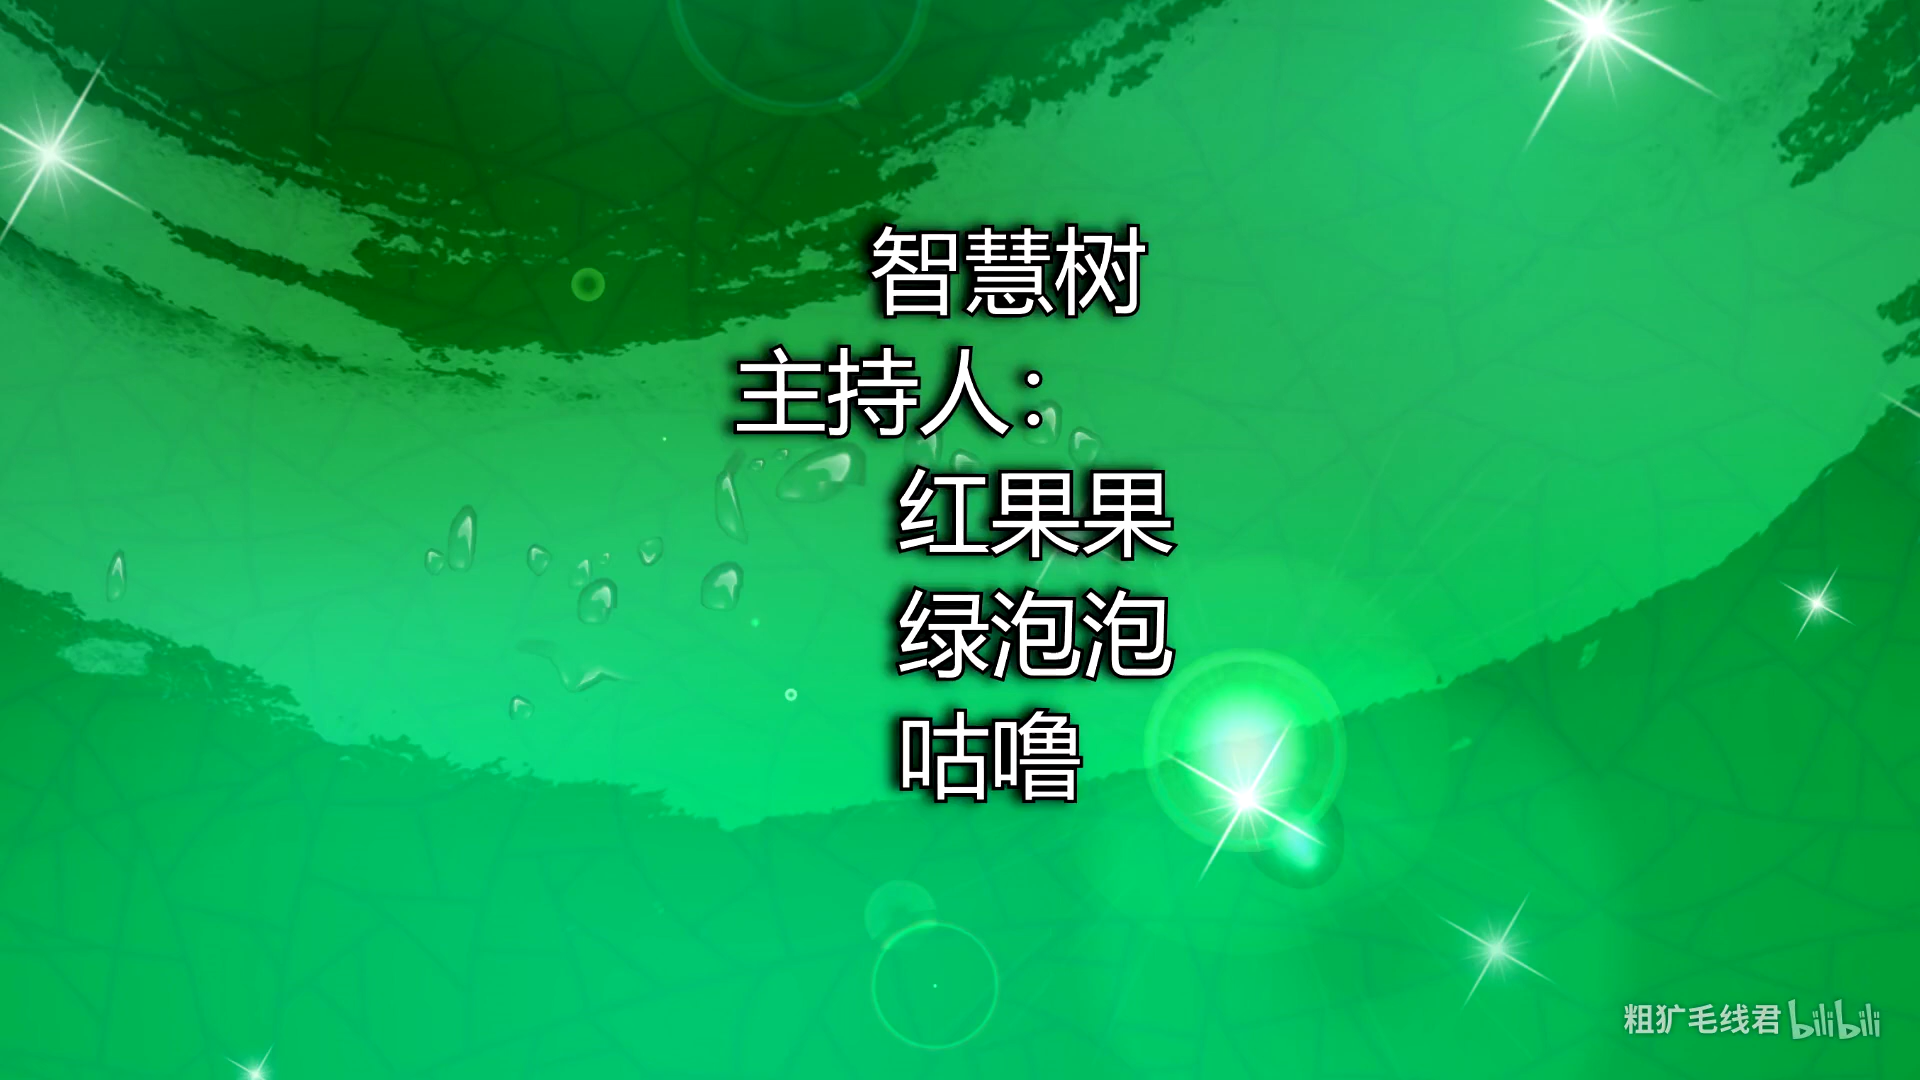 智慧树
主持人：
红果果
绿泡泡
咕噜
粗犷毛线君 bilibili